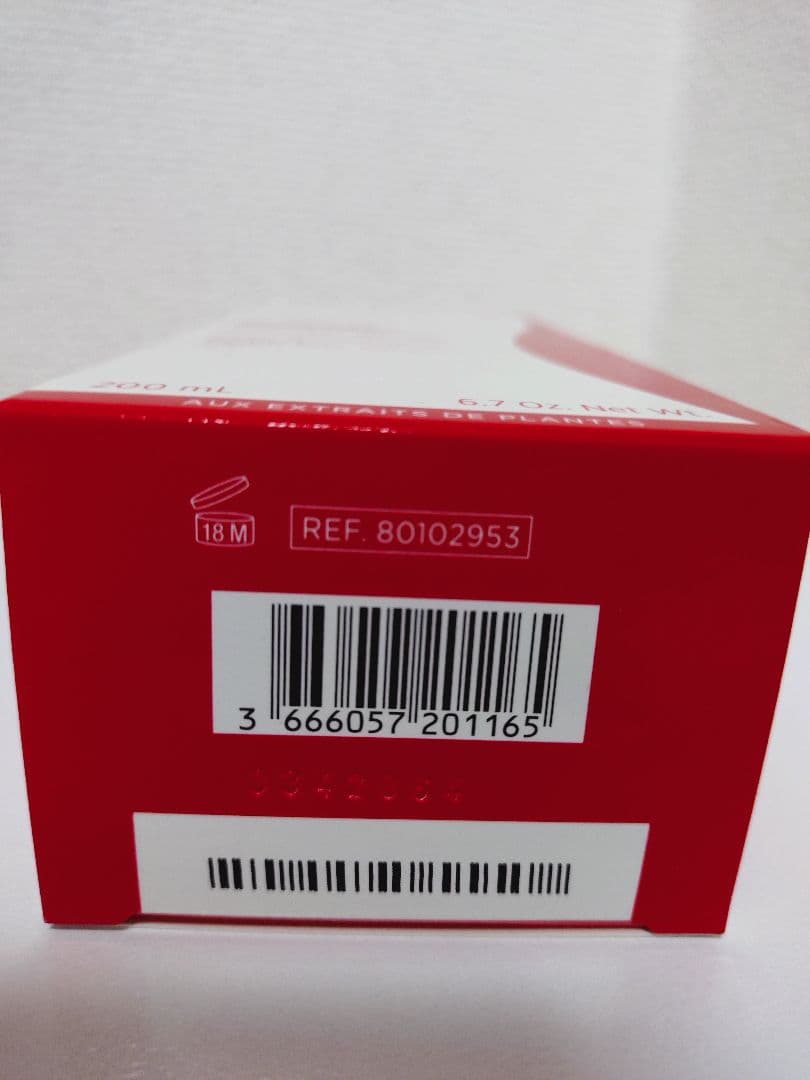 200 mL
6.7 Oz. Net Wt.
AUX EXTRAITS DE PLANTES
18 M
REF. 80102953
3 666057 201165